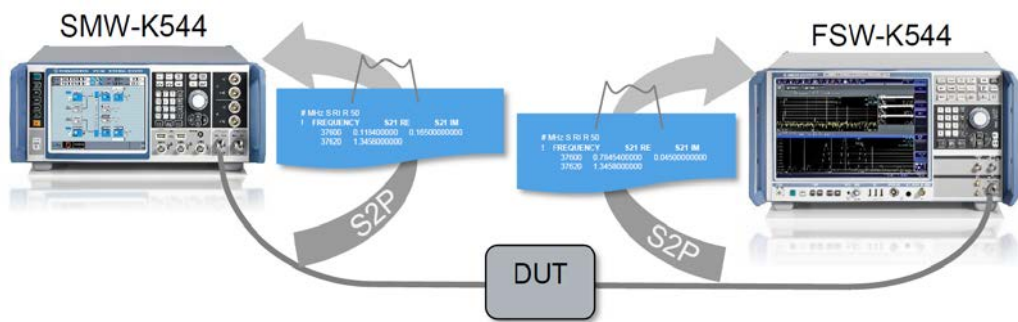 SMW-K544
FSW-K544
# MHz S RI R 50
! FREQUENCY S21 RE S21 IM
37600 0.119400000 0.16500000000
37620 1.3458000000
S2P
# MHz S RI R 50
! FREQUENCY S21 RE S21 IM
37600 0.7845400000 0.04500000000
37620 1.3458000000
S2P
DUT